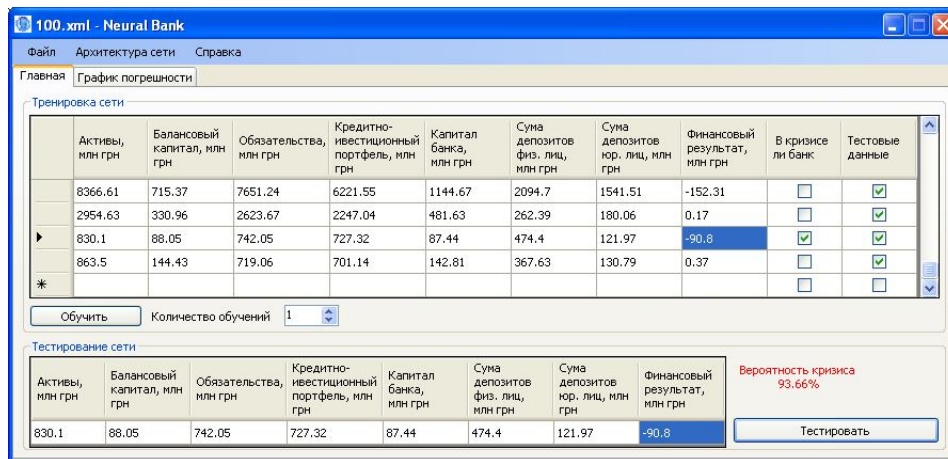 100.xml - Neural Bank
Файл Архитектура сети Справка
Главная График погрешности
Тренировка сети
Активы, млн грн Балансовый капитал, млн грн Обязательства, млн грн Кредитно-ивестиционный портфель, млн грн Капитал банка, млн грн Сума депозитов физ. лиц, млн грн Сума депозитов юр. лиц, млн грн Финансовый результат, млн грн В кризисе ли банк Тестовые данные
8366.61 715.37 7651.24 6221.55 1144.67 2094.7 1541.51 -152.31
2954.63 330.96 2623.67 2247.04 481.63 262.39 180.06 0.17
830.1 88.05 742.05 727.32 87.44 474.4 121.97 -90.8
863.5 144.43 719.06 701.14 142.81 367.63 130.79 0.37
Обучить Количество обучений 1
Тестирование сети
Активы, млн грн Балансовый капитал, млн грн Обязательства, млн грн Кредитно-ивестиционный портфель, млн грн Капитал банка, млн грн Сума депозитов физ. лиц, млн грн Сума депозитов юр. лиц, млн грн Финансовый результат, млн грн
830.1 88.05 742.05 727.32 87.44 474.4 121.97 -90.8
Вероятность кризиса
93.66%
Тестировать